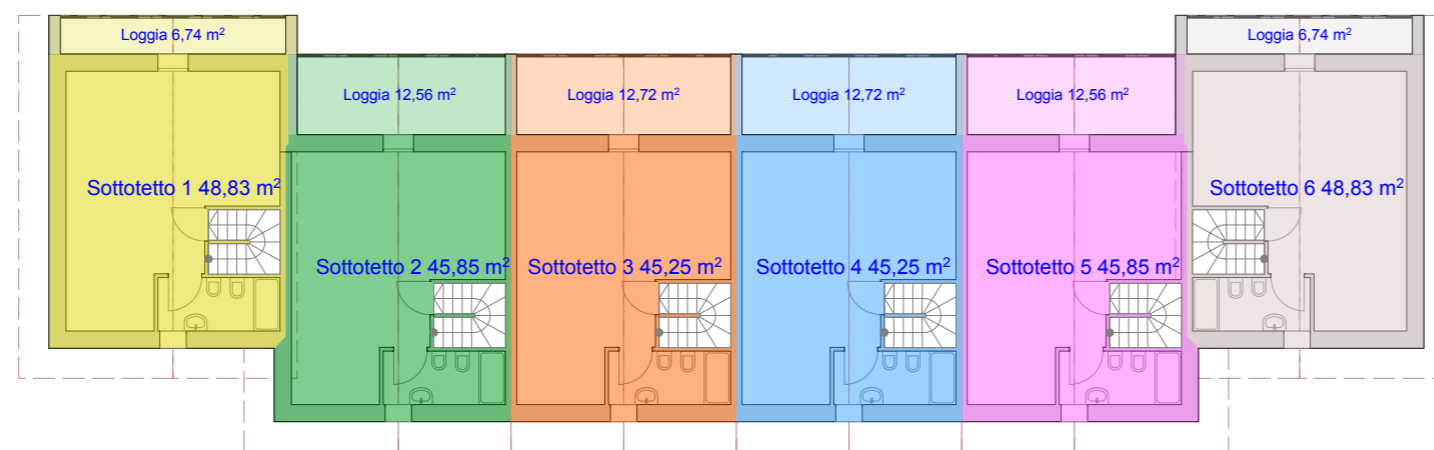 Loggia 6,74 m²
Loggia 6,74 m²
Loggia 12,56 m²
Loggia 12,72 m²
Loggia 12,72 m²
Loggia 12,56 m²
Sottotetto 1 48,83 m²
Sottotetto 6 48,83 m²
Sottotetto 2 45,85 m²
Sottotetto 3 45,25 m²
Sottotetto 4 45,25 m²
Sottotetto 5 45,85 m²